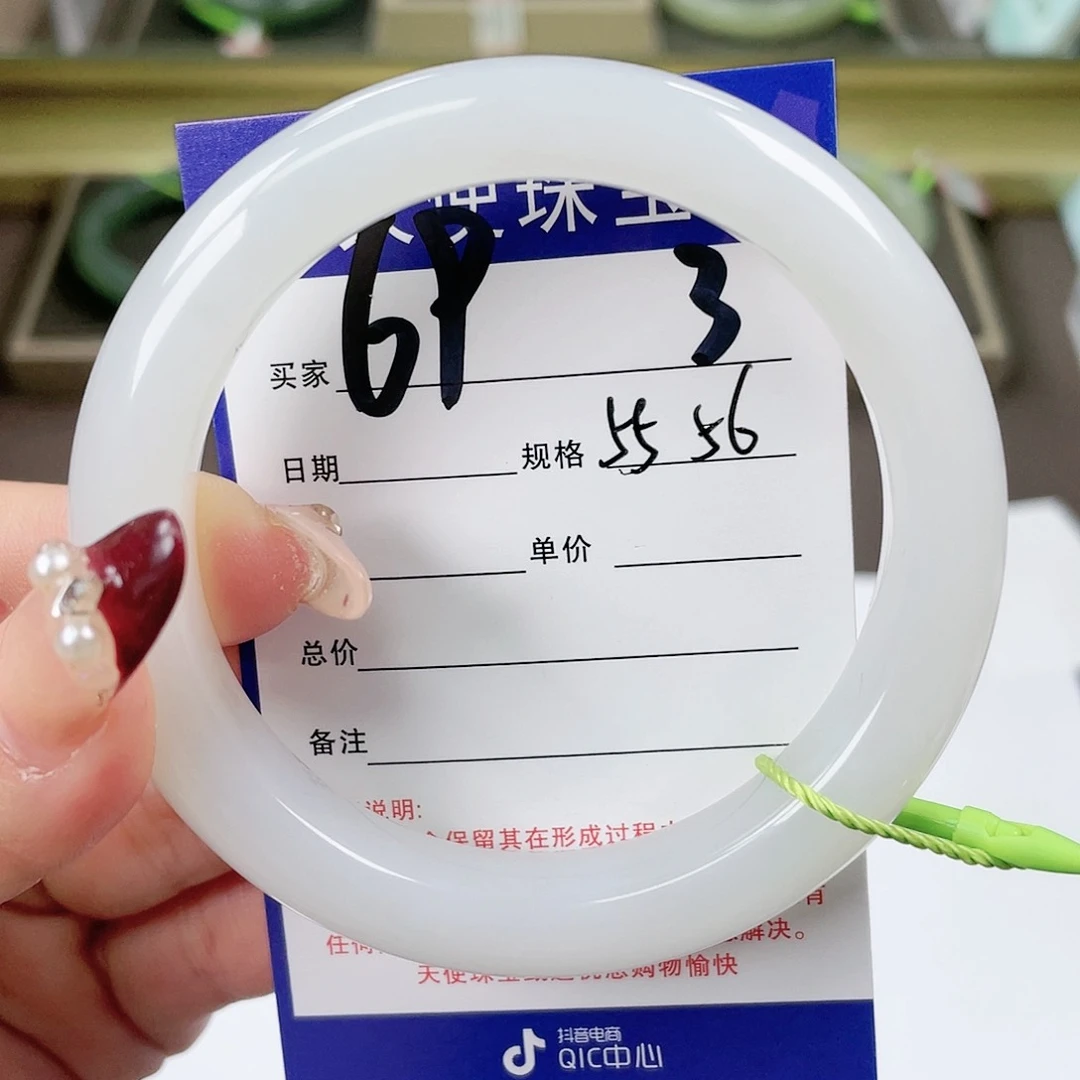 使珠宝
买家 69 3
日期 规格 55 56
单价
总价
备注
说明:
保留其在形成过程
有
任何 解决。
天使珠宝 购物愉快
抖音电商
QIC中心